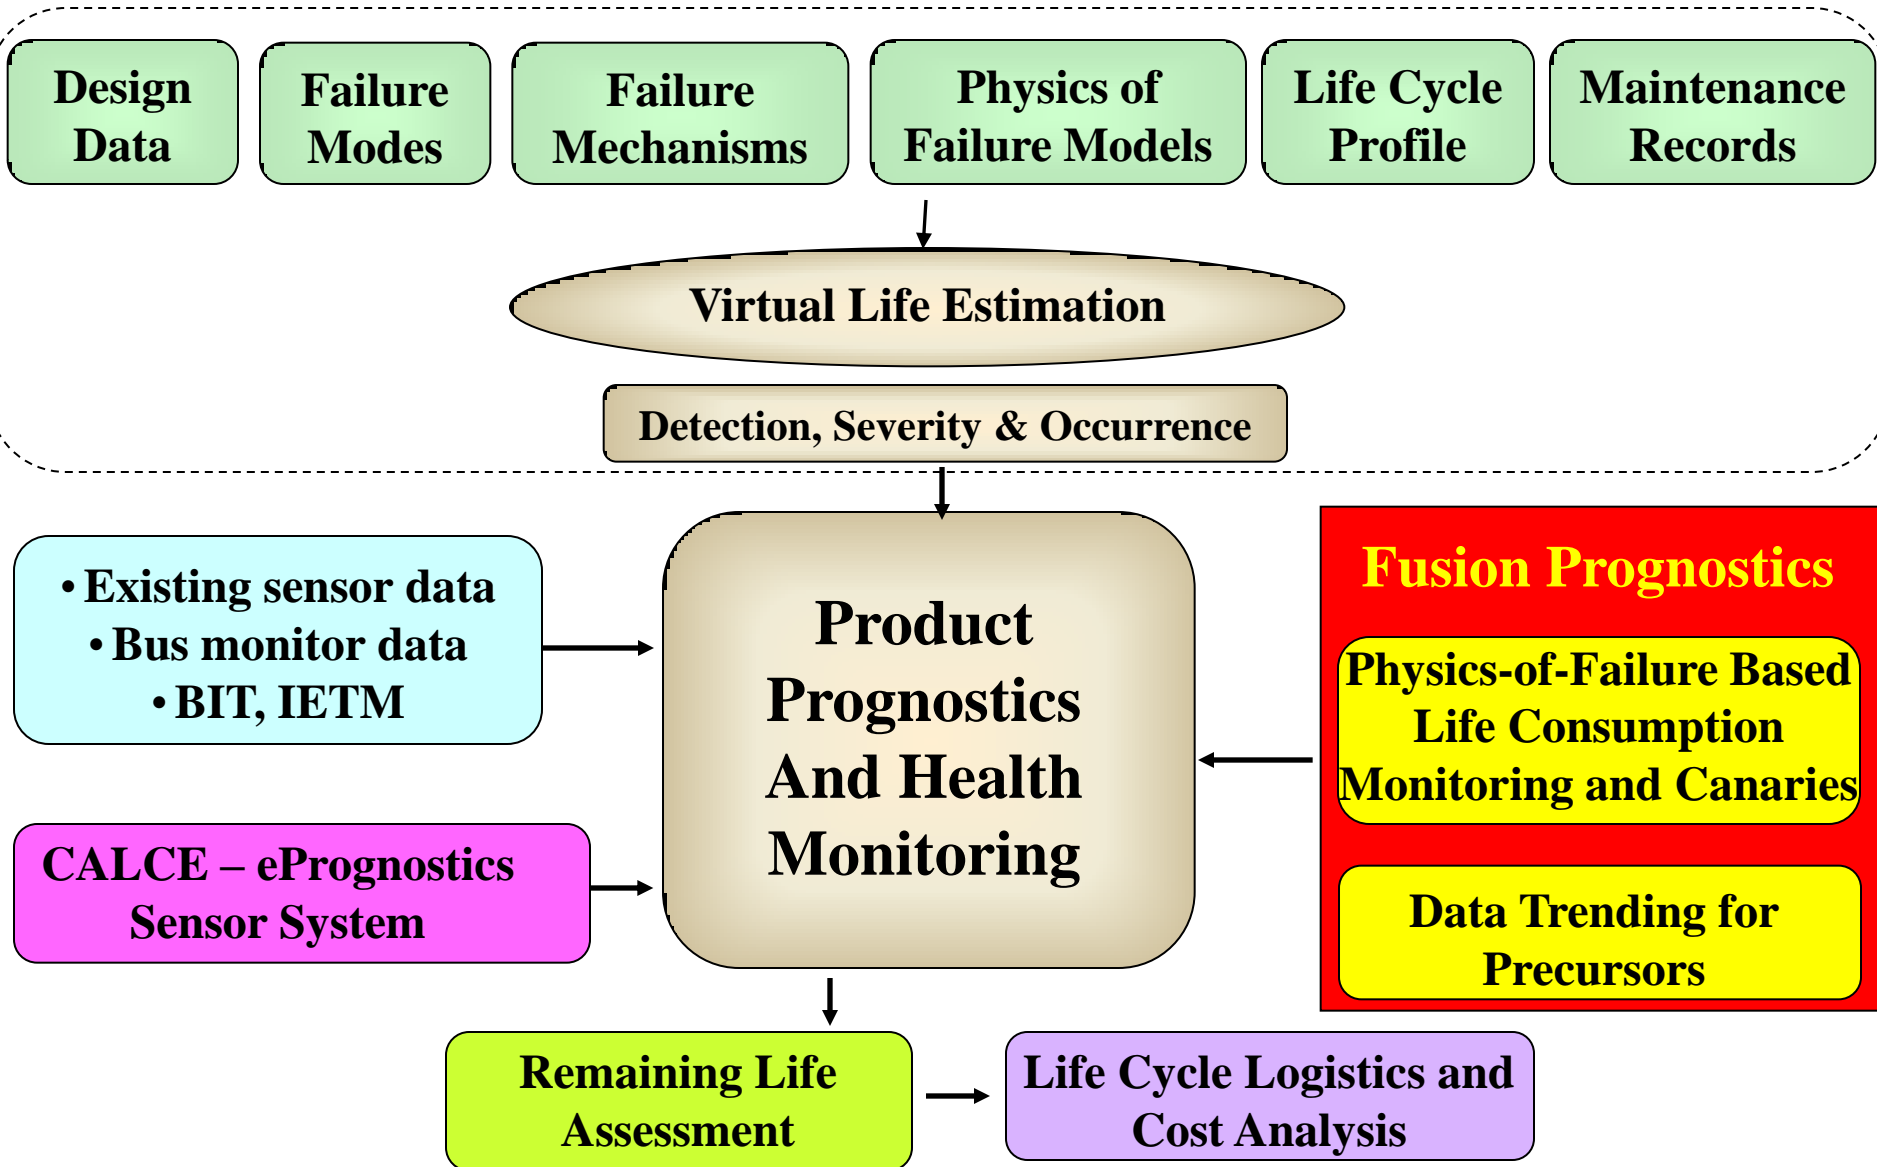 Design
Data
Failure
Modes
Failure
Mechanisms
Physics of
Failure Models
Life Cycle
Profile
Maintenance
Records
Virtual Life Estimation
Detection, Severity & Occurrence
• Existing sensor data
• Bus monitor data
• BIT, IETM
CALCE – ePrognostics
Sensor System
Product
Prognostics
And Health
Monitoring
Fusion Prognostics
Physics-of-Failure Based
Life Consumption
Monitoring and Canaries
Data Trending for
Precursors
Remaining Life
Assessment
Life Cycle Logistics and
Cost Analysis